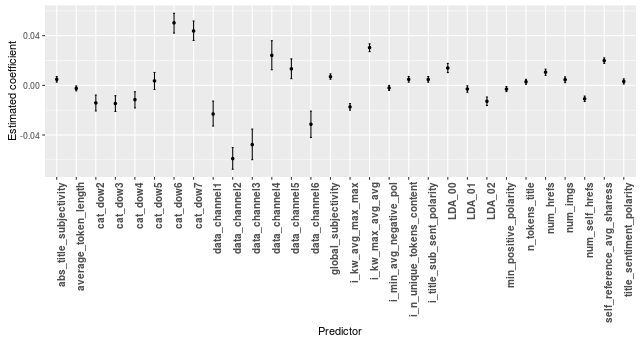 Estimated coefficient
0.04
0.00
-0.04
abs_title_subjectivity
average_token_length
cat_dow2
cat_dow3
cat_dow4
cat_dow5
cat_dow6
cat_dow7
data_channel1
data_channel2
data_channel3
data_channel4
data_channel5
data_channel6
global_subjectivity
i_kw_avg_max_max
i_kw_max_avg_avg
i_min_avg_negative_pol
i_n_unique_tokens_content
i_title_sub_sent_polarity
LDA_00
LDA_01
LDA_02
min_positive_polarity
n_tokens_title
num_hrefs
num_imgs
num_self_hrefs
self_reference_avg_sharess
title_sentiment_polarity
Predictor